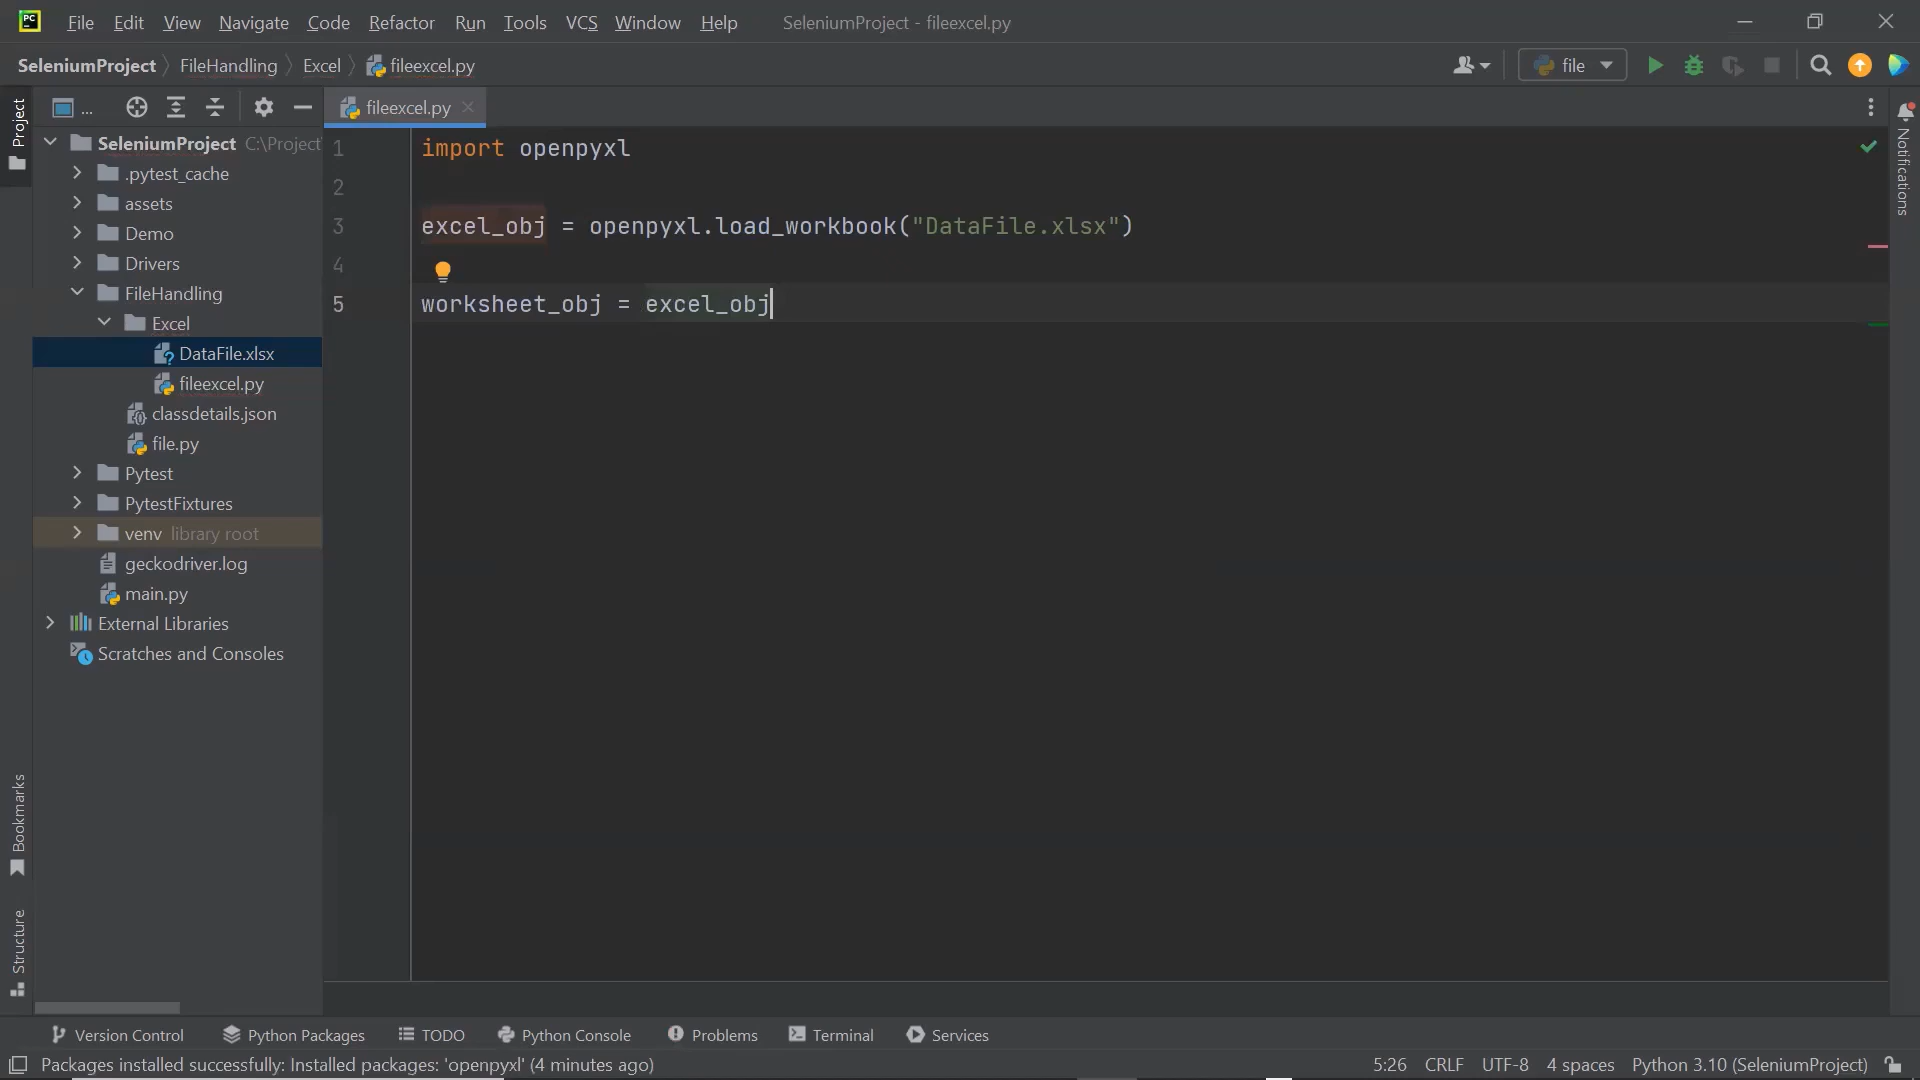 PC File Edit View Navigate Code Refactor Run Tools VCS Window Help SeleniumProject - fileexcel.py
SeleniumProject FileHandling Excel fileexcel.py file
Project
...
fileexcel.py
SeleniumProject C:\Project
.pytest_cache
assets
Demo
Drivers
FileHandling
Excel
DataFile.xlsx
fileexcel.py
classdetails.json
file.py
Pytest
PytestFixtures
venv library root
geckodriver.log
main.py
External Libraries
Scratches and Consoles
1 import openpyxl
2
3 excel_obj = openpyxl.load_workbook("DataFile.xlsx")
4
5 worksheet_obj = excel_obj
Notifications
Bookmarks
Structure
Version Control Python Packages TODO Python Console Problems Terminal Services
Packages installed successfully: Installed packages: 'openpyxl' (4 minutes ago) 5:26 CRLF UTF-8 4 spaces Python 3.10 (SeleniumProject)